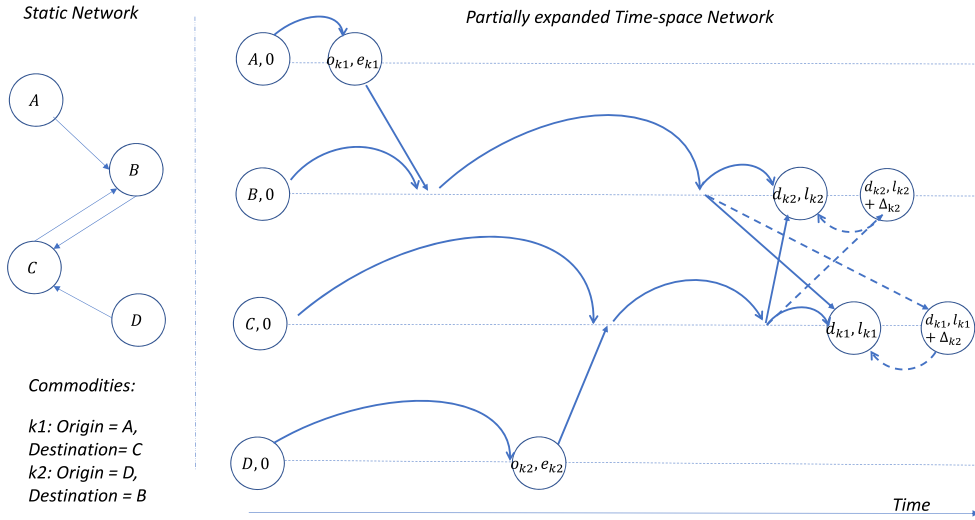 Static Network
Partially expanded Time-space Network
A
B
C
D
Commodities:
k1: Origin = A,
Destination= C
k2: Origin = D,
Destination = B
A, 0
o_{k1}, e_{k1}
B, 0
d_{k2}, l_{k2}
d_{k2}, l_{k2}
+ Δ_{k2}
C, 0
d_{k1}, l_{k1}
d_{k1}, l_{k1}
+ Δ_{k2}
D, 0
o_{k2}, e_{k2}
Time